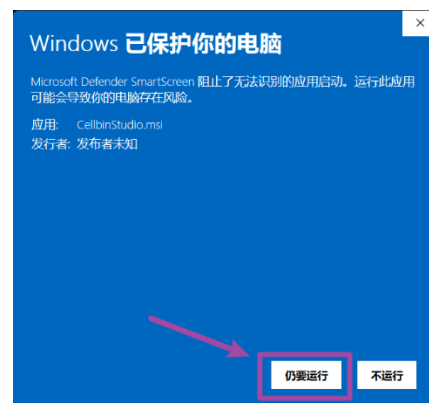 Windows 已保护你的电脑
Microsoft Defender SmartScreen 阻止了无法识别的应用启动。运行此应用
可能会导致你的电脑存在风险。
应用: CellbinStudio.msi
发行者: 发布者未知
仍要运行 不运行